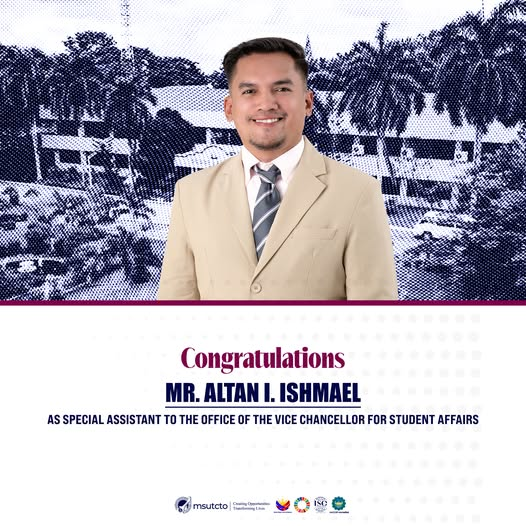 Congratulations
MR. ALTAN I. ISHMAEL
AS SPECIAL ASSISTANT TO THE OFFICE OF THE VICE CHANCELLOR FOR STUDENT AFFAIRS
msutcto
Creating Opportunities
Transforming Lives
ISO